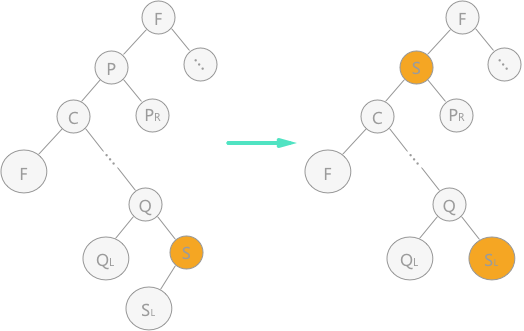 F F
P S
C PR C PR
F F
Q Q
QL S QL SL
SL